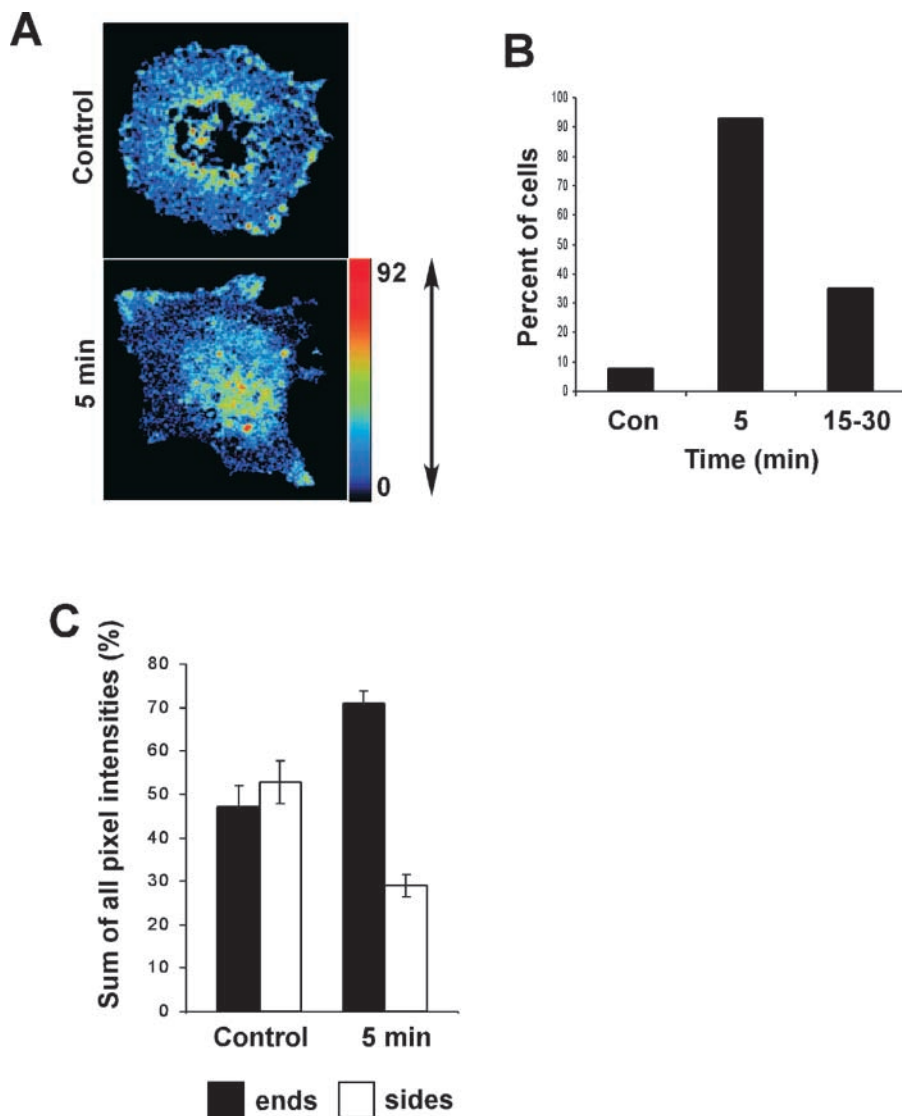 A
Control
5 min
92
0
B
Percent of cells
100
90
80
70
60
50
40
30
20
10
0
Con 5 15-30
Time (min)
C
Sum of all pixel intensities (%)
80
70
60
50
40
30
20
10
0
Control 5 min
ends sides